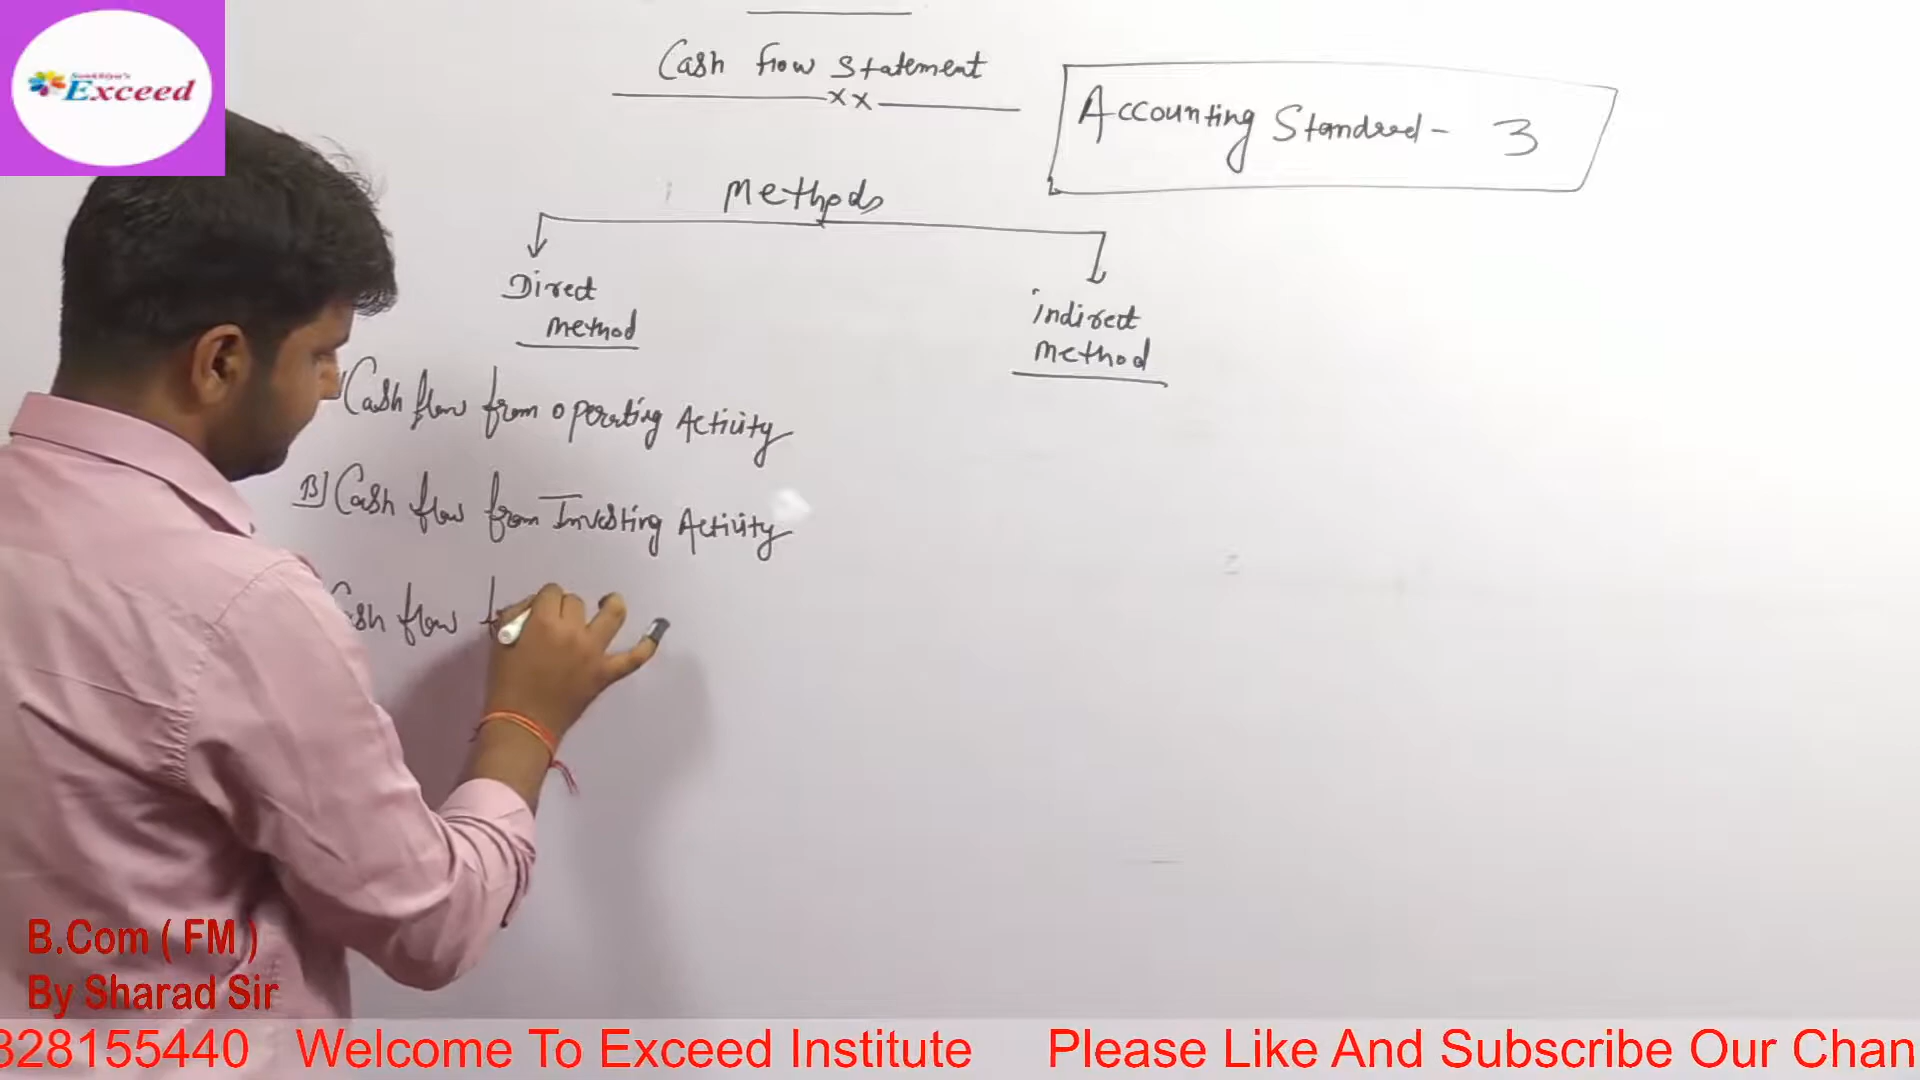 Exceed
Cash flow Statement
x x
Accounting Standred - 3
Methods
Direct
method
indirect
method
Cash flow from operating Activity
B] Cash flow from Investing Activity
Cash flow
B.Com ( FM )
By Sharad Sir
328155440 Welcome To Exceed Institute Please Like And Subscribe Our Chan